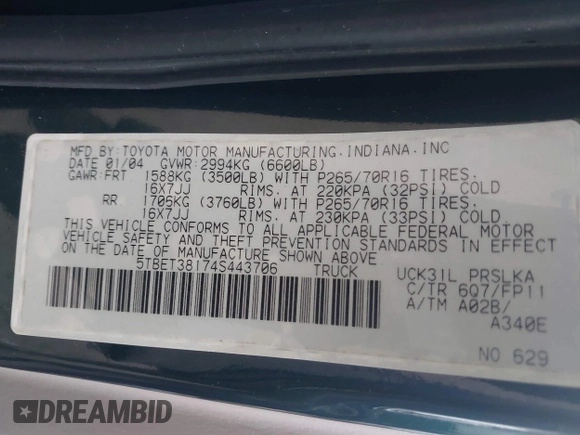 MFD BY:TOYOTA MOTOR MANUFACTURING.INDIANA.INC
DATE 01/04 GVWR:2994KG (6600LB)
GAWR:FRT 1588KG (3500LB) WITH P265/70R16 TIRES.
16X7JJ RIMS. AT 220KPA (32PSI) COLD
RR 1705KG (3760LB) WITH P265/70R16 TIRES.
16X7JJ RIMS. AT 230KPA (33PSI) COLD
THIS VEHICLE CONFORMS TO ALL APPLICABLE FEDERAL MOTOR
VEHICLE SAFETY AND THEFT PREVENTION STANDARDS IN EFFECT
ON THE DATE OF MANUFACTURE SHOWN ABOVE
5TBET38174S443706 TRUCK
UCK31L PRSLKA
C/TR 6Q7/FP11
A/TM A02B/
A340E
NO 629
DREAMBID